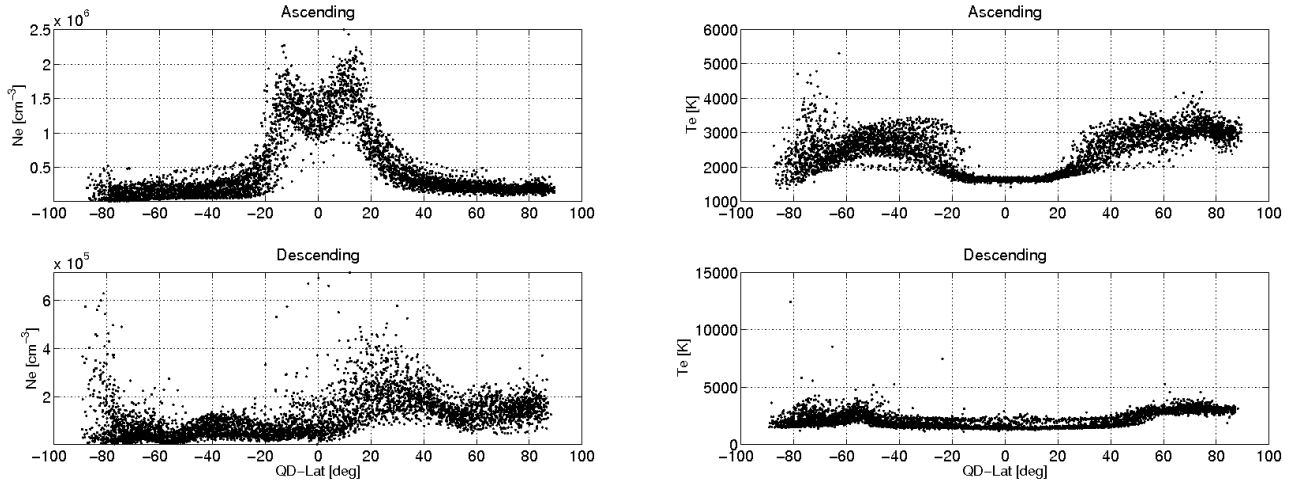 Ascending
x 10⁶
2.5
2
1.5
1
0.5
Ne [cm⁻³]
−100 −80 −60 −40 −20 0 20 40 60 80 100
Ascending
6000
5000
4000
3000
2000
1000
Te [K]
−100 −80 −60 −40 −20 0 20 40 60 80 100
Descending
x 10⁵
6
4
2
Ne [cm⁻³]
−100 −80 −60 −40 −20 0 20 40 60 80 100
QD−Lat [deg]
Descending
15000
10000
5000
0
Te [K]
−100 −80 −60 −40 −20 0 20 40 60 80 100
QD−Lat [deg]